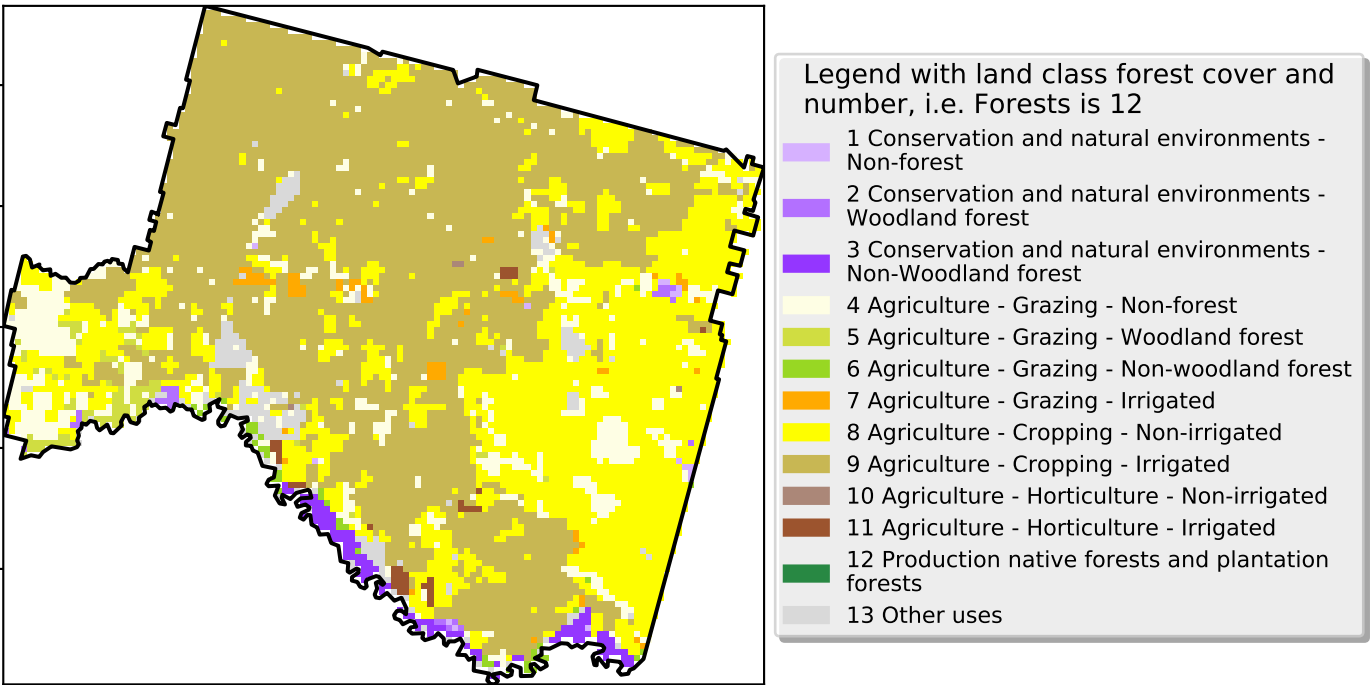 Legend with land class forest cover and
number, i.e. Forests is 12
1 Conservation and natural environments -
Non-forest
2 Conservation and natural environments -
Woodland forest
3 Conservation and natural environments -
Non-Woodland forest
4 Agriculture - Grazing - Non-forest
5 Agriculture - Grazing - Woodland forest
6 Agriculture - Grazing - Non-woodland forest
7 Agriculture - Grazing - Irrigated
8 Agriculture - Cropping - Non-irrigated
9 Agriculture - Cropping - Irrigated
10 Agriculture - Horticulture - Non-irrigated
11 Agriculture - Horticulture - Irrigated
12 Production native forests and plantation
forests
13 Other uses